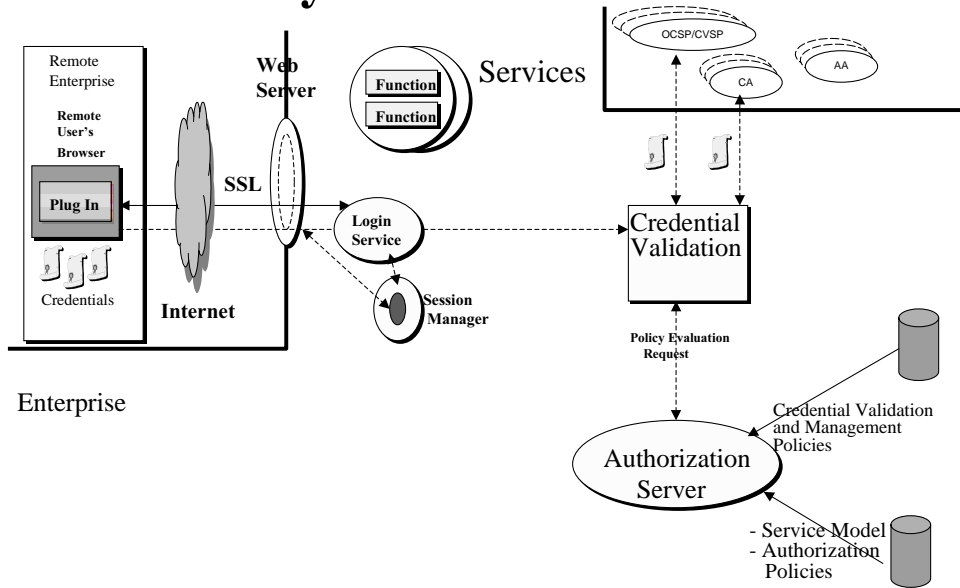 Remote
Enterprise
Remote
User's
Browser
Plug In
Credentials
SSL
Internet
Web
Server
Function
Function
Services
OCSP/CVSP
CA
AA
Login
Service
Session
Manager
Credential
Validation
Policy Evaluation
Request
Enterprise
Credential Validation
and Management
Policies
Authorization
Server
- Service Model
- Authorization
Policies